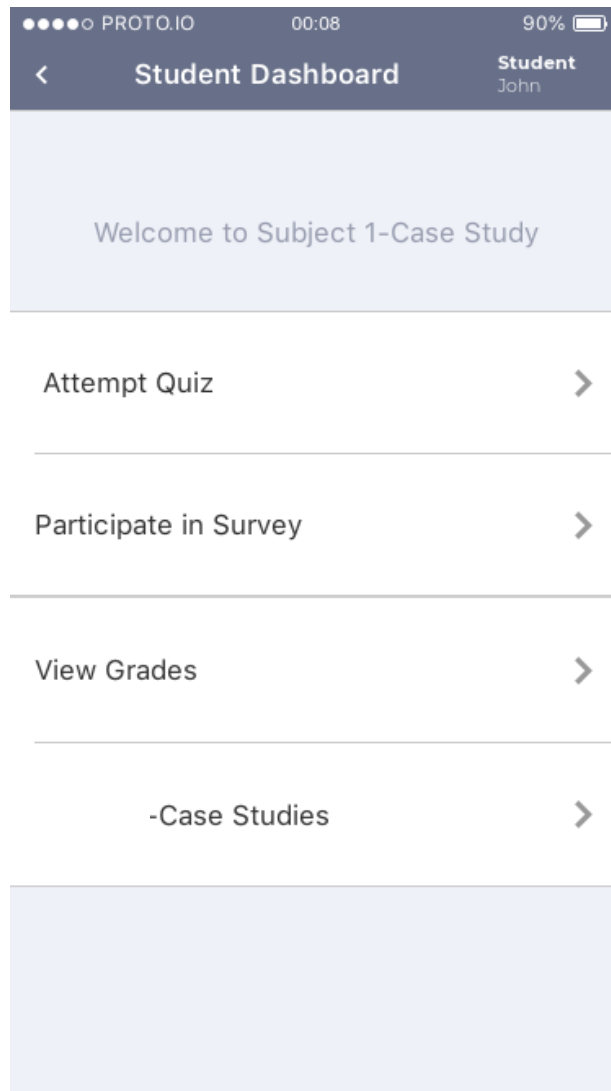 PROTO.IO 00:08 90%
Student Dashboard Student
John
Welcome to Subject 1-Case Study
Attempt Quiz
Participate in Survey
View Grades
-Case Studies